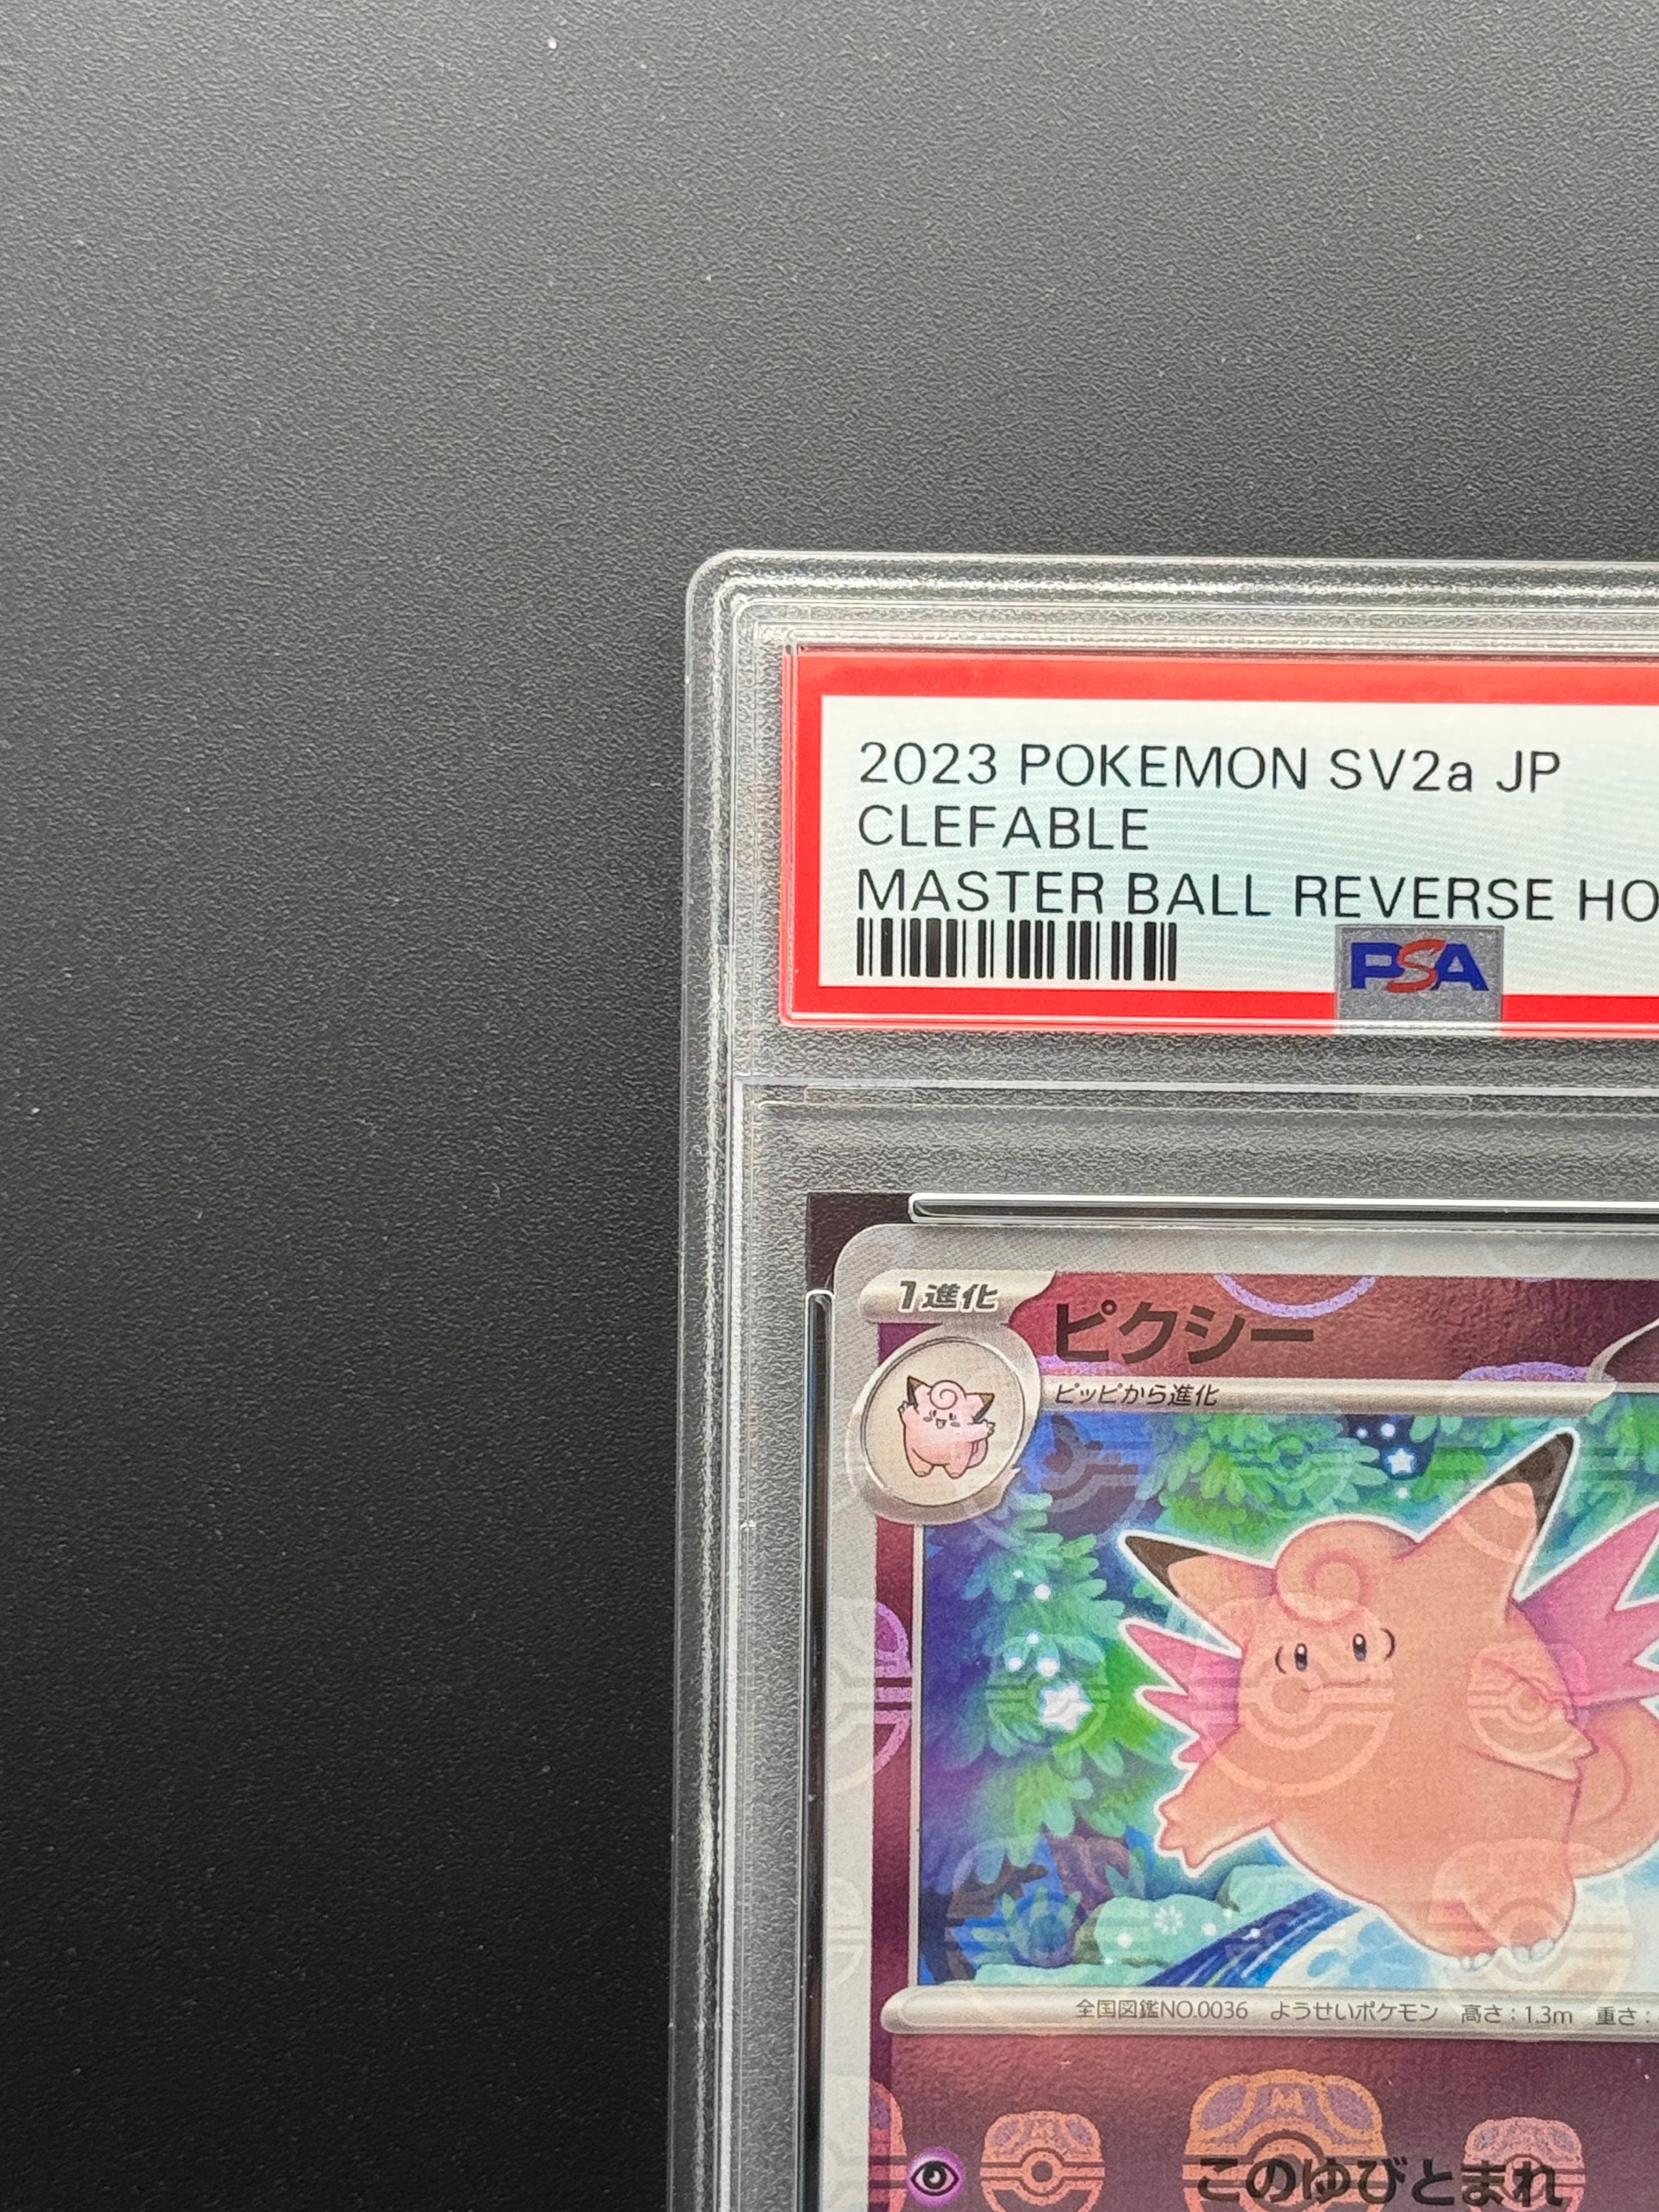 2023 POKEMON SV2a JP
CLEFABLE
MASTER BALL REVERSE HO
PSA
1進化
ピクシー
ピッピから進化
全国図鑑NO.0036 ようせいポケモン 高さ：1.3m 重さ：
このゆびとまれ